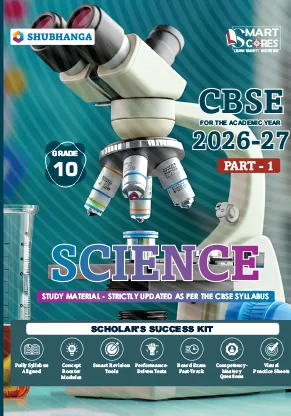 SHUBHANGA
SMART
SCORES
CBSE
FOR THE ACADEMIC YEAR
2026-27
PART - 1
GRADE
10
SCIENCE
STUDY MATERIAL - STRICTLY UPDATED AS PER THE CBSE SYLLABUS
SCHOLAR'S SUCCESS KIT
Fully Syllabus
Aligned
Concept
Booster
Modules
Smart Revision
Tools
Performance-
Driven Tests
Board Exam
Fast-Track
Competency-
Mastery
Questions
Visual
Practice Sheets